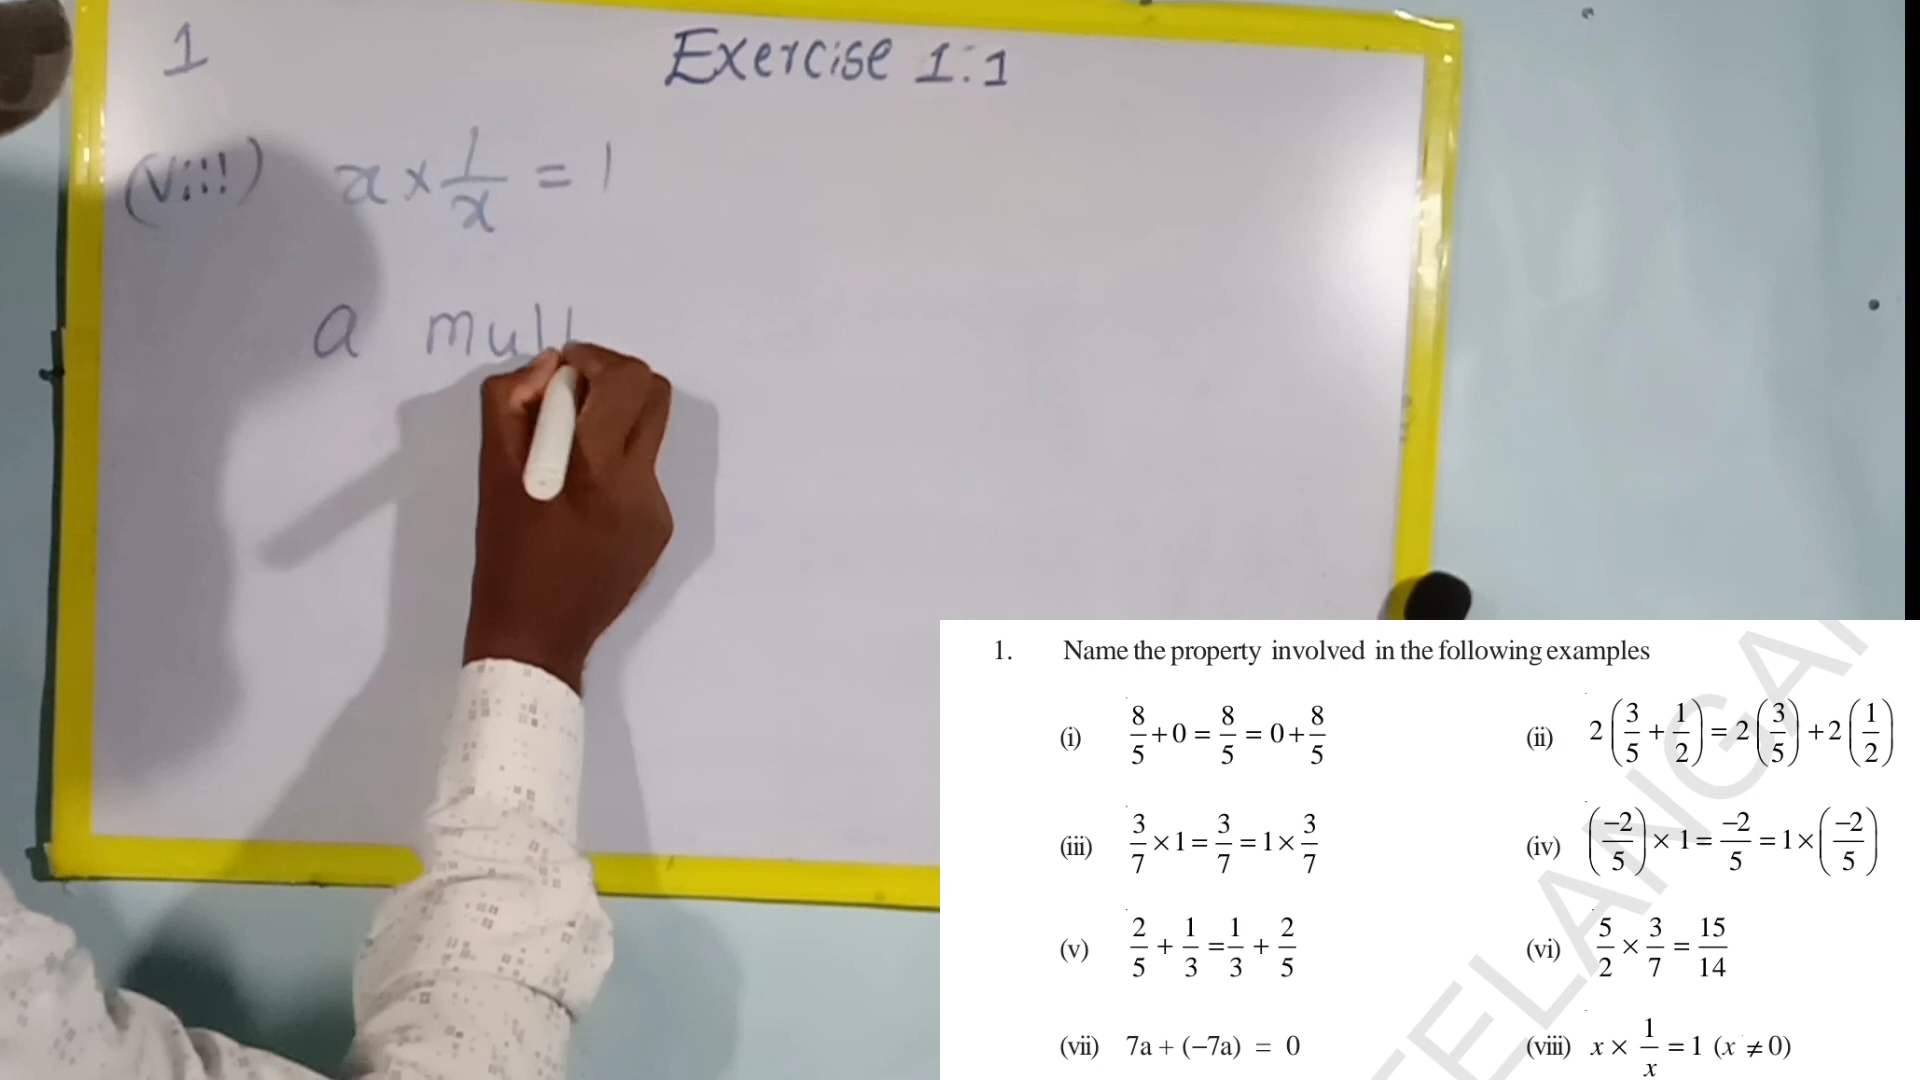 1 Exercise 1.1
(viii) x × 1/x = 1
a mult
1. Name the property involved in the following examples
(i) 8/5 + 0 = 8/5 = 0 + 8/5 (ii) 2(3/5 + 1/2) = 2(3/5) + 2(1/2)
(iii) 3/7 × 1 = 3/7 = 1 × 3/7 (iv) (-2/5) × 1 = -2/5 = 1 × (-2/5)
(v) 2/5 + 1/3 = 1/3 + 2/5 (vi) 5/2 × 3/7 = 15/14
(vii) 7a + (–7a) = 0 (viii) x × 1/x = 1 (x ≠ 0)